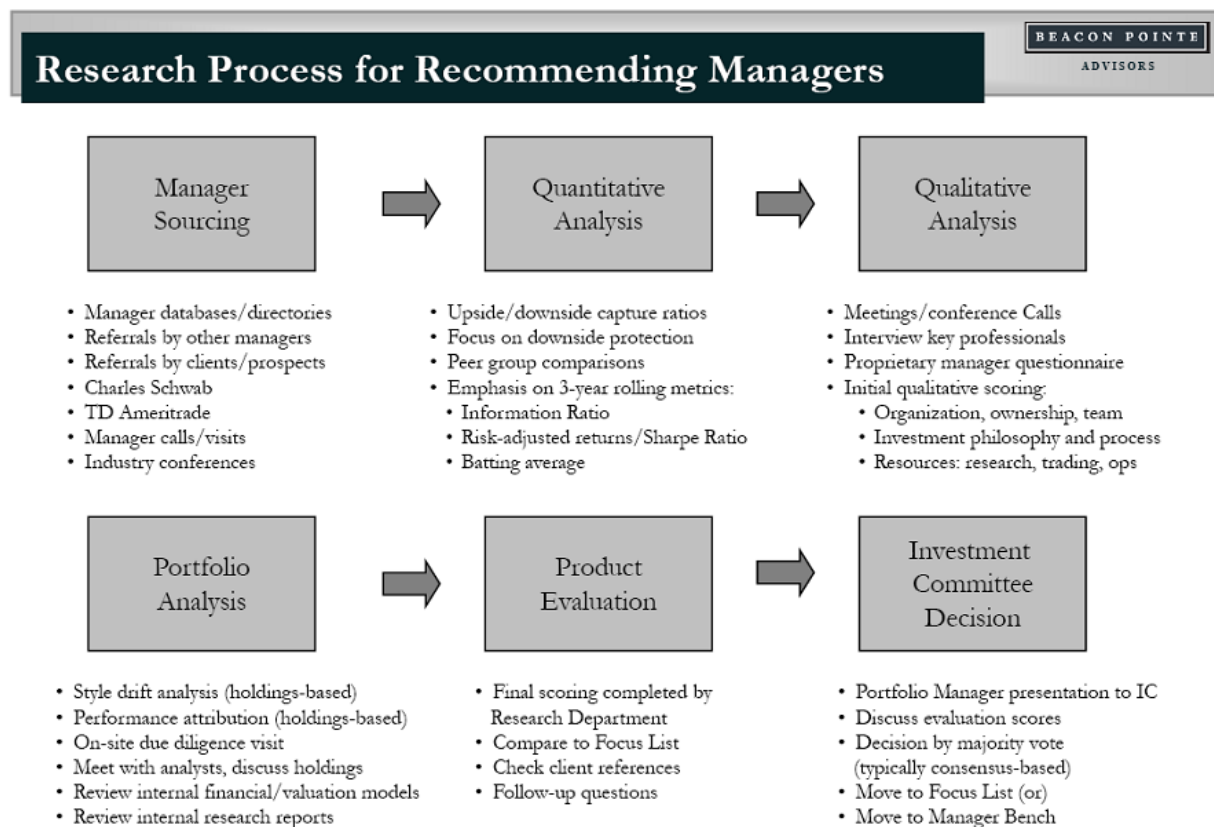 BEACON POINTE
ADVISORS
Research Process for Recommending Managers
Manager
Sourcing
Quantitative
Analysis
Qualitative
Analysis
• Manager databases/directories
• Referrals by other managers
• Referrals by clients/prospects
• Charles Schwab
• TD Ameritrade
• Manager calls/visits
• Industry conferences
• Upside/downside capture ratios
• Focus on downside protection
• Peer group comparisons
• Emphasis on 3-year rolling metrics:
• Information Ratio
• Risk-adjusted returns/Sharpe Ratio
• Batting average
• Meetings/conference Calls
• Interview key professionals
• Proprietary manager questionnaire
• Initial qualitative scoring:
• Organization, ownership, team
• Investment philosophy and process
• Resources: research, trading, ops
Portfolio
Analysis
Product
Evaluation
Investment
Committee
Decision
• Style drift analysis (holdings-based)
• Performance attribution (holdings-based)
• On-site due diligence visit
• Meet with analysts, discuss holdings
• Review internal financial/valuation models
• Review internal research reports
• Final scoring completed by
Research Department
• Compare to Focus List
• Check client references
• Follow-up questions
• Portfolio Manager presentation to IC
• Discuss evaluation scores
• Decision by majority vote
(typically consensus-based)
• Move to Focus List (or)
• Move to Manager Bench